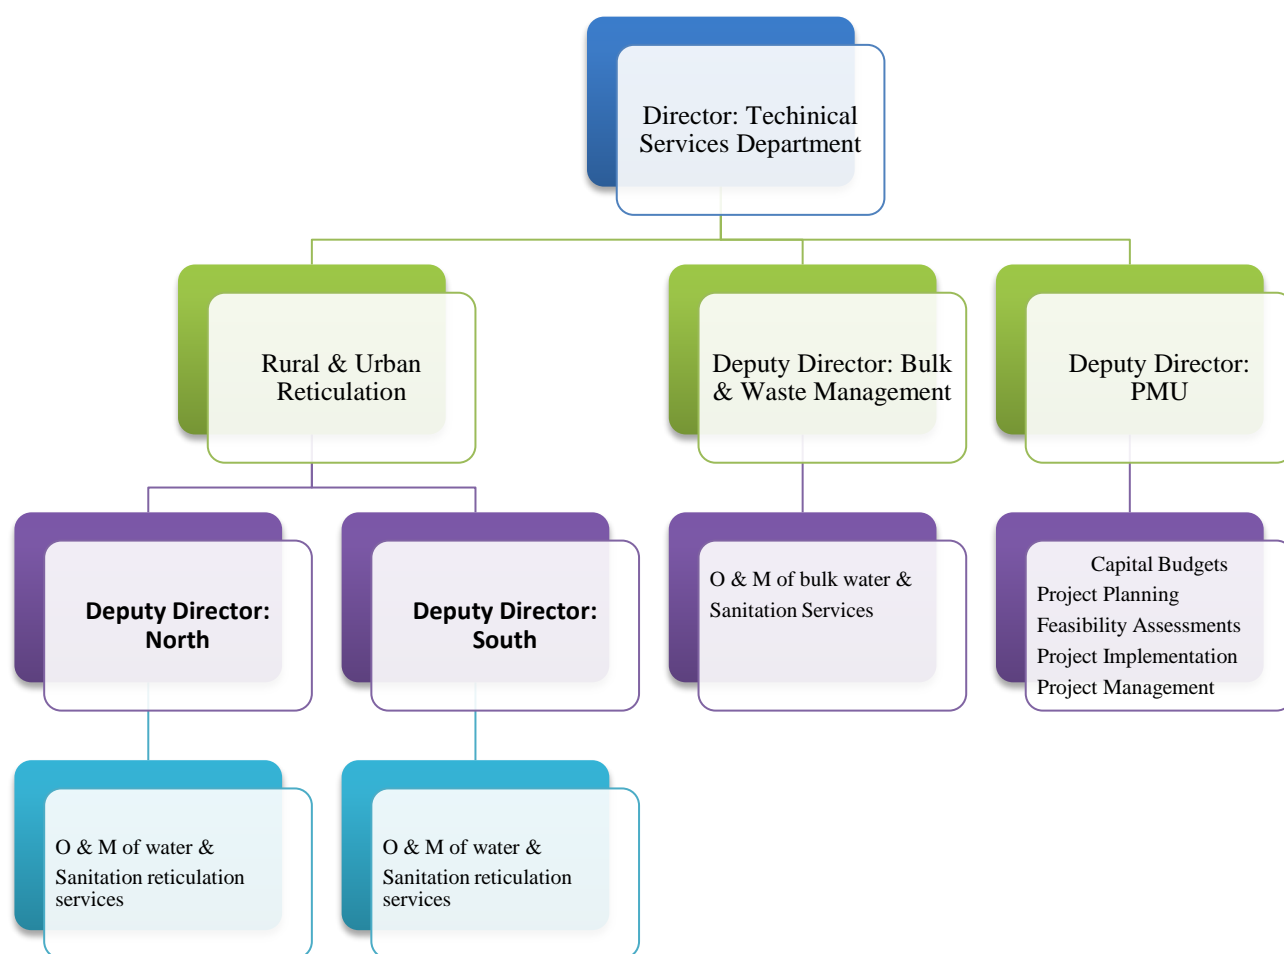 Director: Techinical
Services Department
Rural & Urban
Reticulation
Deputy Director: Bulk
& Waste Management
Deputy Director:
PMU
Deputy Director:
North
Deputy Director:
South
O & M of bulk water &
Sanitation Services
Capital Budgets
Project Planning
Feasibility Assessments
Project Implementation
Project Management
O & M of water &
Sanitation reticulation
services
O & M of water &
Sanitation reticulation
services